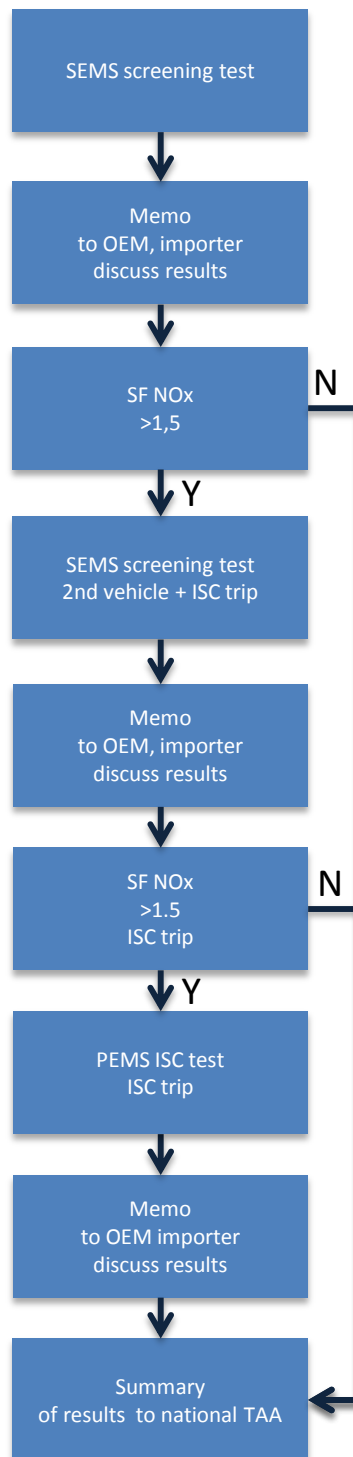 SEMS screening test
Memo
to OEM, importer
discuss results
SF NOx
>1,5
N
Y
SEMS screening test
2nd vehicle + ISC trip
Memo
to OEM, importer
discuss results
SF NOx
>1.5
ISC trip
N
Y
PEMS ISC test
ISC trip
Memo
to OEM importer
discuss results
Summary
of results to national TAA